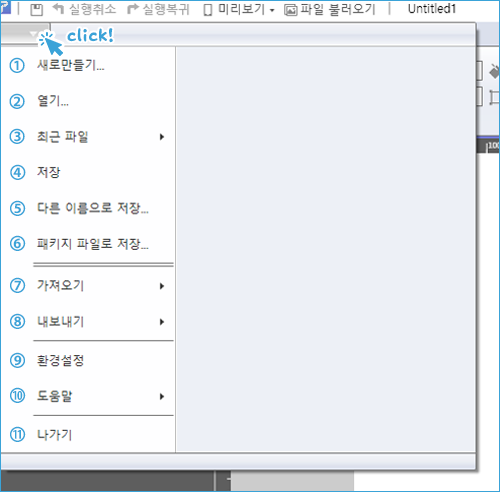 실행취소 실행복귀 미리보기 파일 불러오기 Untitled1
click!
① 새로만들기...
② 열기...
③ 최근 파일
④ 저장
⑤ 다른 이름으로 저장...
⑥ 패키지 파일로 저장...
⑦ 가져오기
⑧ 내보내기
⑨ 환경설정
⑩ 도움말
⑪ 나가기